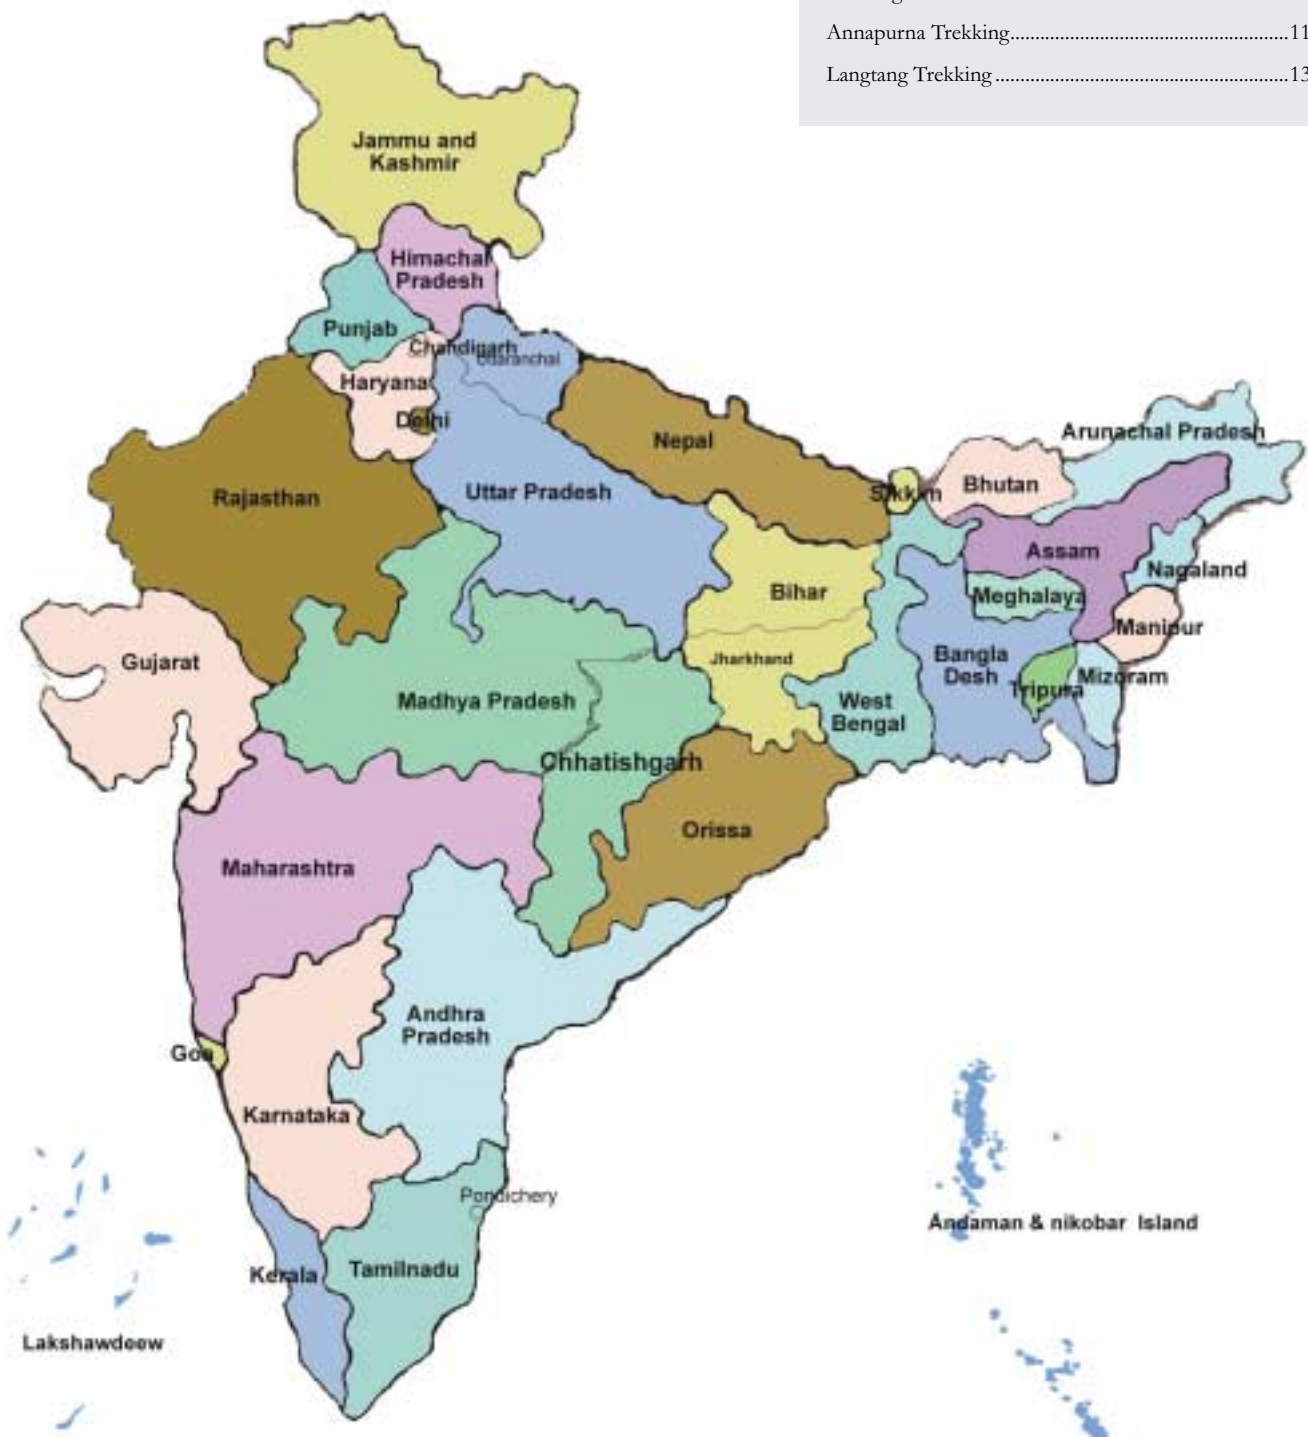 Annapurna Trekking........................................................11
Langtang Trekking ...........................................................13
Jammu and
Kashmir
Himachal
Pradesh
Punjab
Chandigarh
Uttaranchal
Haryana
Delhi
Nepal
Arunachal Pradesh
Sikkim
Bhutan
Rajasthan
Uttar Pradesh
Assam
Nagaland
Bihar
Meghalaya
Manipur
Gujarat
Jharkhand
Bangla
Desh
Mizoram
Tripura
Madhya Pradesh
West
Bengal
Chhatishgarh
Orissa
Maharashtra
Andhra
Pradesh
Goa
Karnataka
Pondichery
Andaman & nikobar Island
Kerala
Tamilnadu
Lakshawdeew